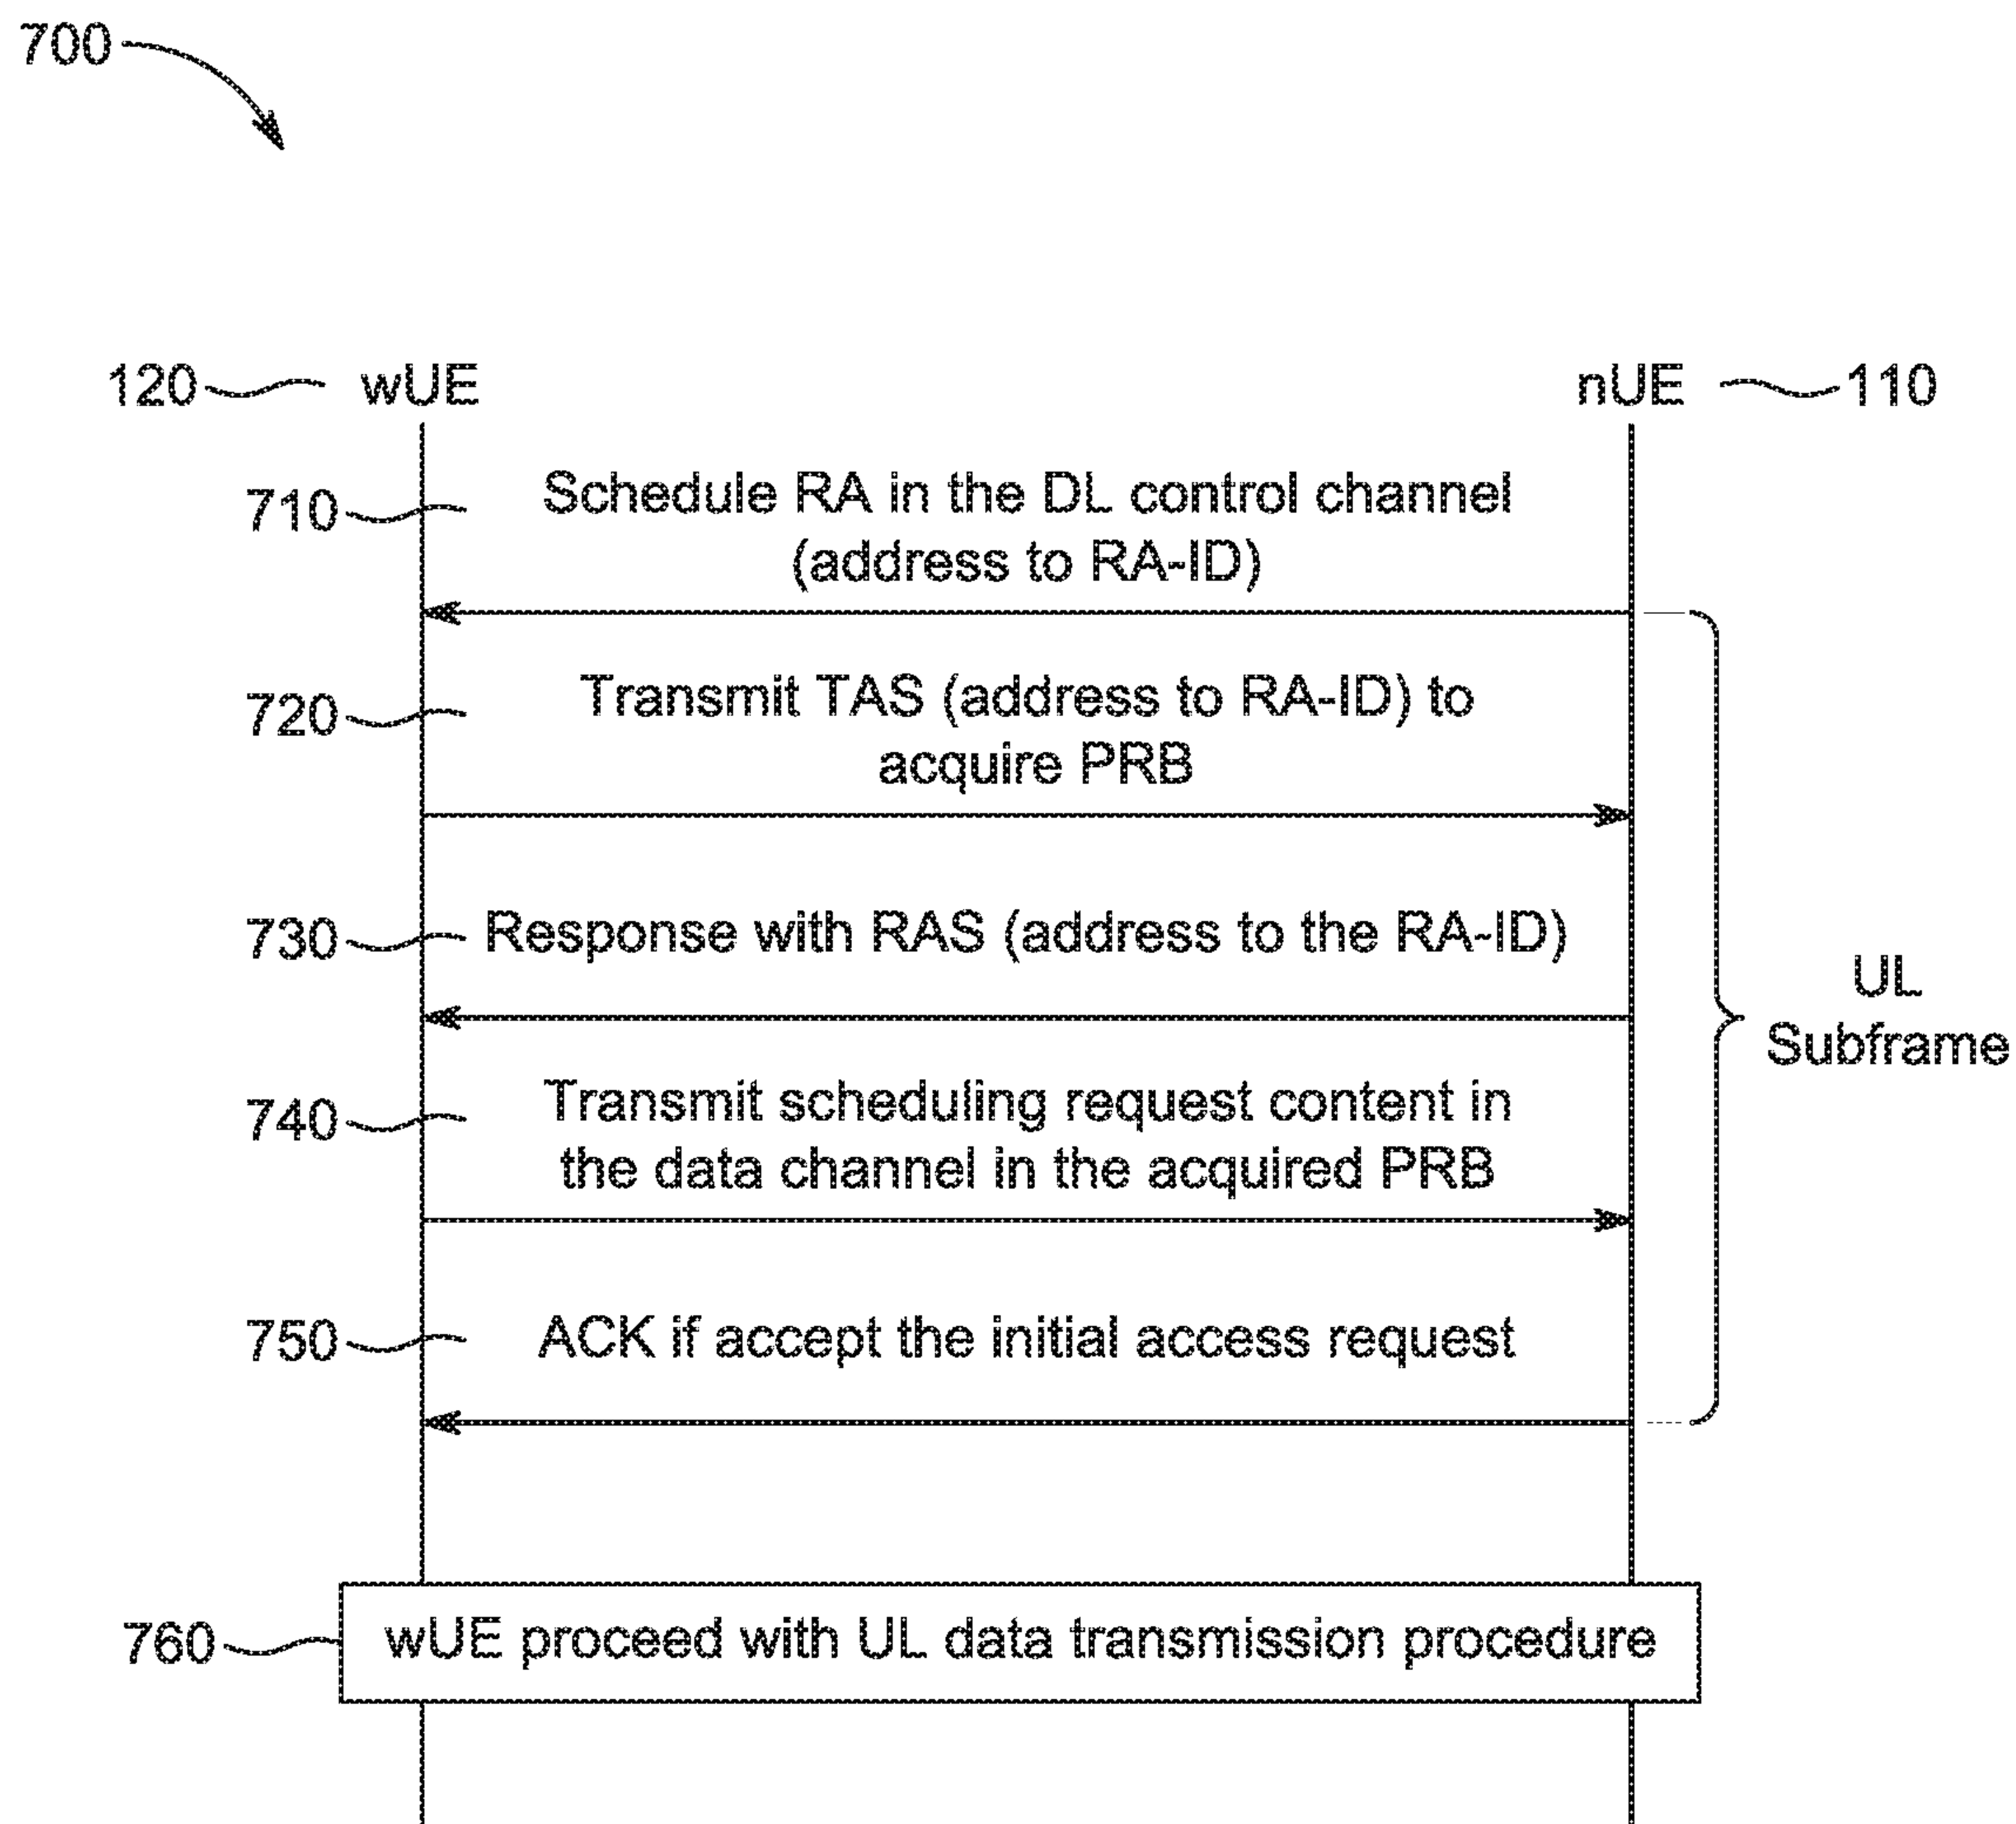 700
120 wUE nUE 110
710 Schedule RA in the DL control channel
(address to RA-ID)
720 Transmit TAS (address to RA-ID) to
acquire PRB
730 Response with RAS (address to the RA-ID)
UL
Subframe
740 Transmit scheduling request content in
the data channel in the acquired PRB
750 ACK if accept the initial access request
760 wUE proceed with UL data transmission procedure